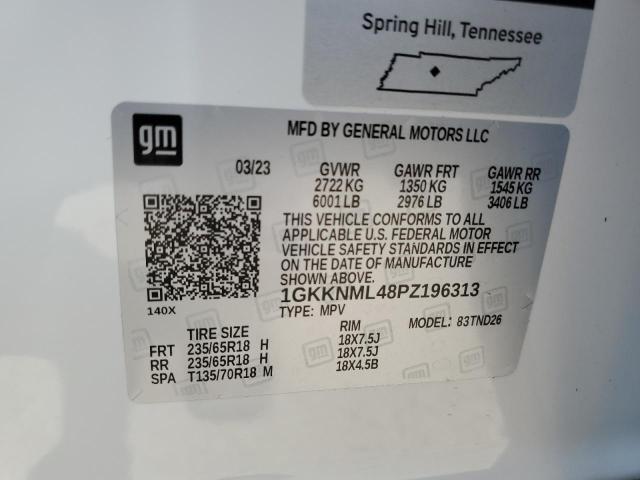 Spring Hill, Tennessee
gm
MFD BY GENERAL MOTORS LLC
03/23 GVWR GAWR FRT GAWR RR
2722 KG 1350 KG 1545 KG
6001 LB 2976 LB 3406 LB
THIS VEHICLE CONFORMS TO ALL
APPLICABLE U.S. FEDERAL MOTOR
VEHICLE SAFETY STANDARDS IN EFFECT
ON THE DATE OF MANUFACTURE
SHOWN ABOVE.
1GKKNML48PZ196313
140X TYPE: MPV MODEL: 83TND26
TIRE SIZE RIM
FRT 235/65R18 H 18X7.5J
RR 235/65R18 H 18X7.5J
SPA T135/70R18 M 18X4.5B